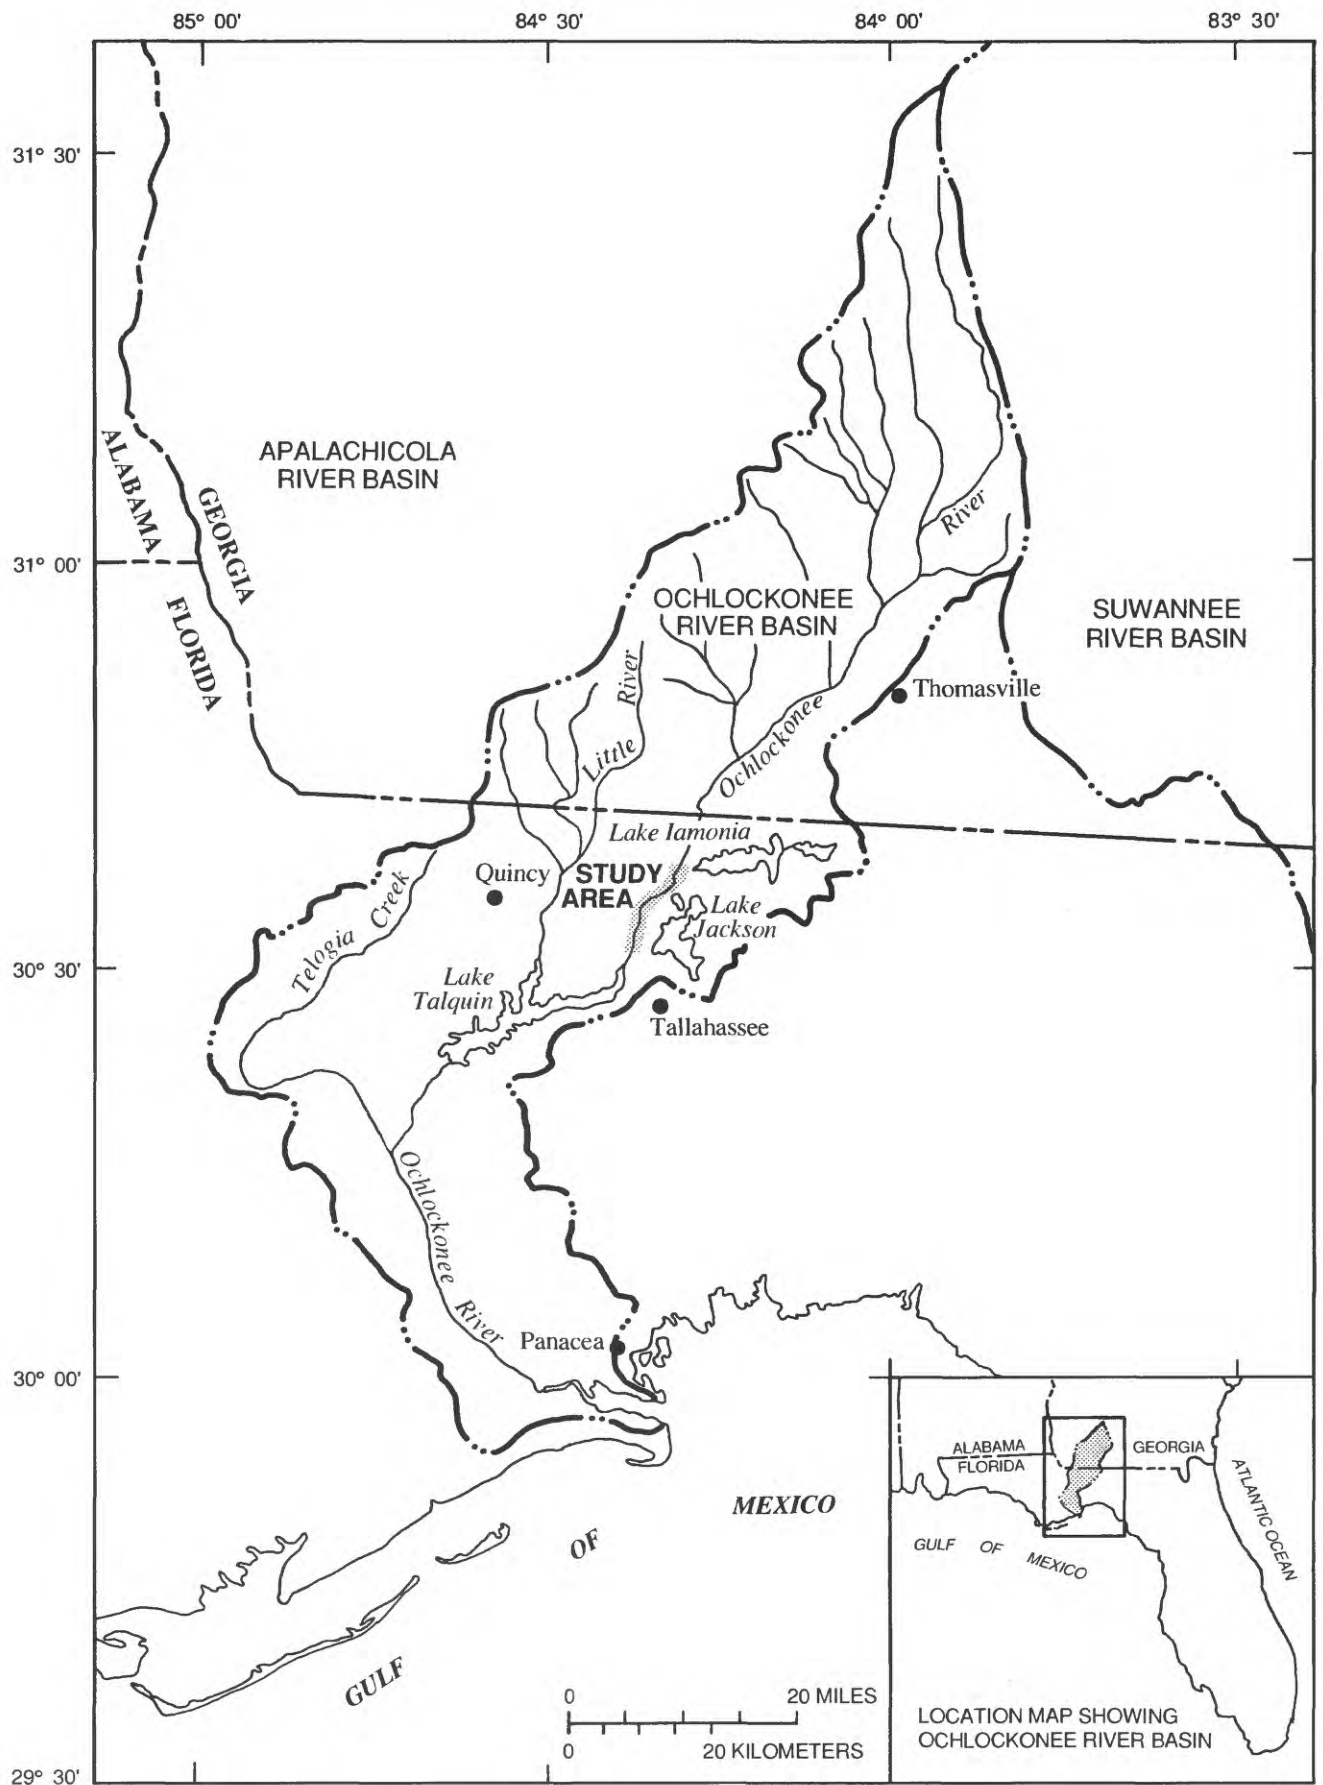 85° 00'
84° 30'
84° 00'
83° 30'
31° 30'
ALABAMA
GEORGIA
APALACHICOLA
RIVER BASIN
River
31° 00'
FLORIDA
OCHLOCKONEE
RIVER BASIN
SUWANNEE
RIVER BASIN
Little River
Thomasville
Ochlockonee
Lake Iamonia
Quincy
STUDY
AREA
Telogia Creek
Lake
Jackson
30° 30'
Lake
Talquin
Tallahassee
Ochlockonee River
Panacea
30° 00'
GULF OF MEXICO
0 20 MILES
0 20 KILOMETERS
29° 30'
ALABAMA
FLORIDA
GEORGIA
GULF OF MEXICO
ATLANTIC OCEAN
LOCATION MAP SHOWING
OCHLOCKONEE RIVER BASIN